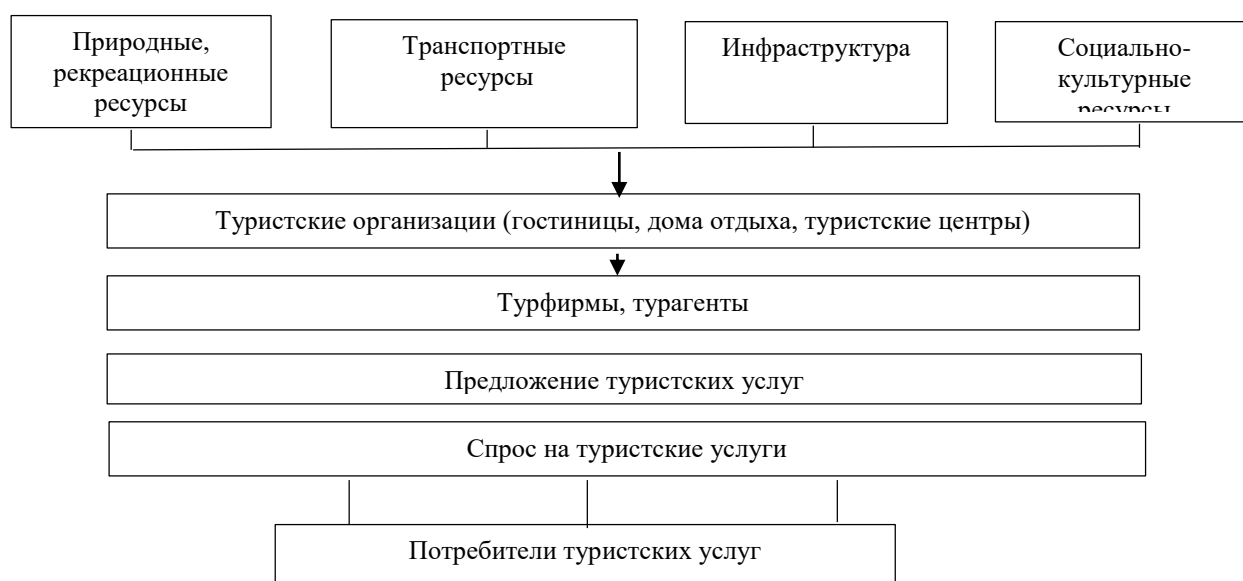 Природные,
рекреационные
ресурсы
Транспортные
ресурсы
Инфраструктура
Социально-
культурные
ресурсы
Туристские организации (гостиницы, дома отдыха, туристские центры)
Турфирмы, турагенты
Предложение туристских услуг
Спрос на туристские услуги
Потребители туристских услуг